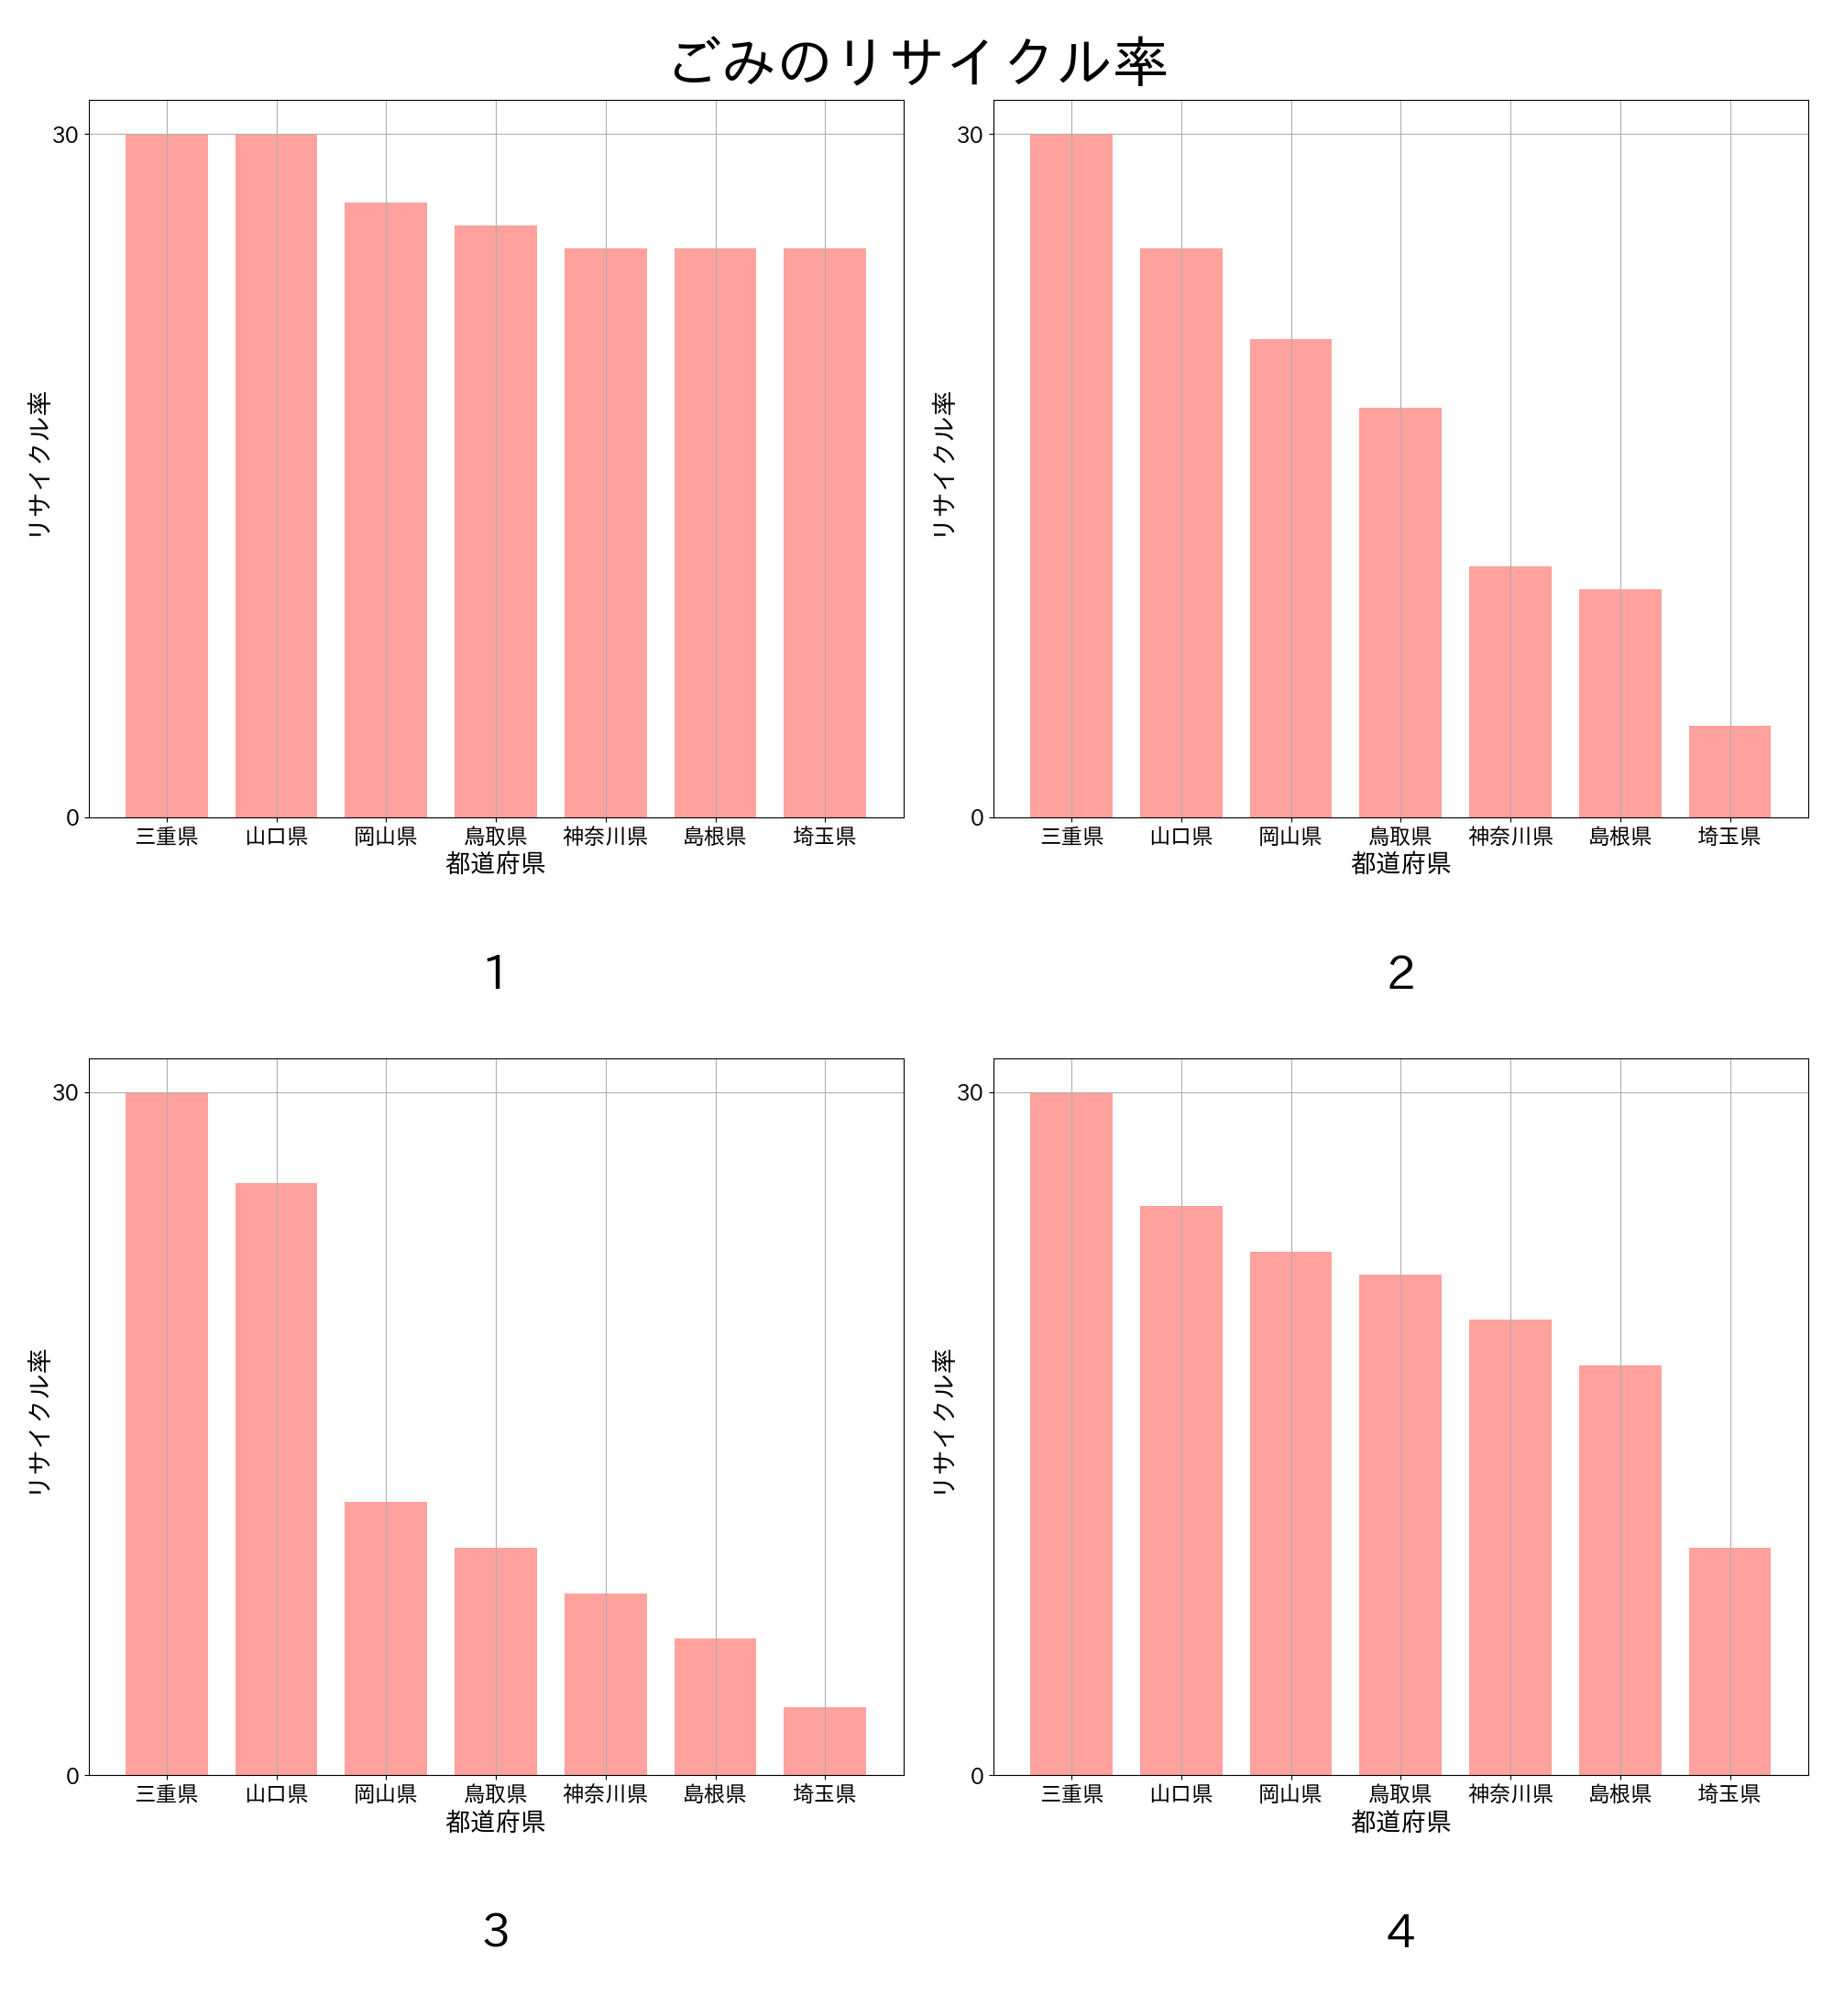 ごみのリサイクル率
30
0
リサイクル率
三重県 山口県 岡山県 鳥取県 神奈川県 島根県 埼玉県
都道府県
1
30
0
リサイクル率
三重県 山口県 岡山県 鳥取県 神奈川県 島根県 埼玉県
都道府県
2
30
0
リサイクル率
三重県 山口県 岡山県 鳥取県 神奈川県 島根県 埼玉県
都道府県
3
30
0
リサイクル率
三重県 山口県 岡山県 鳥取県 神奈川県 島根県 埼玉県
都道府県
4